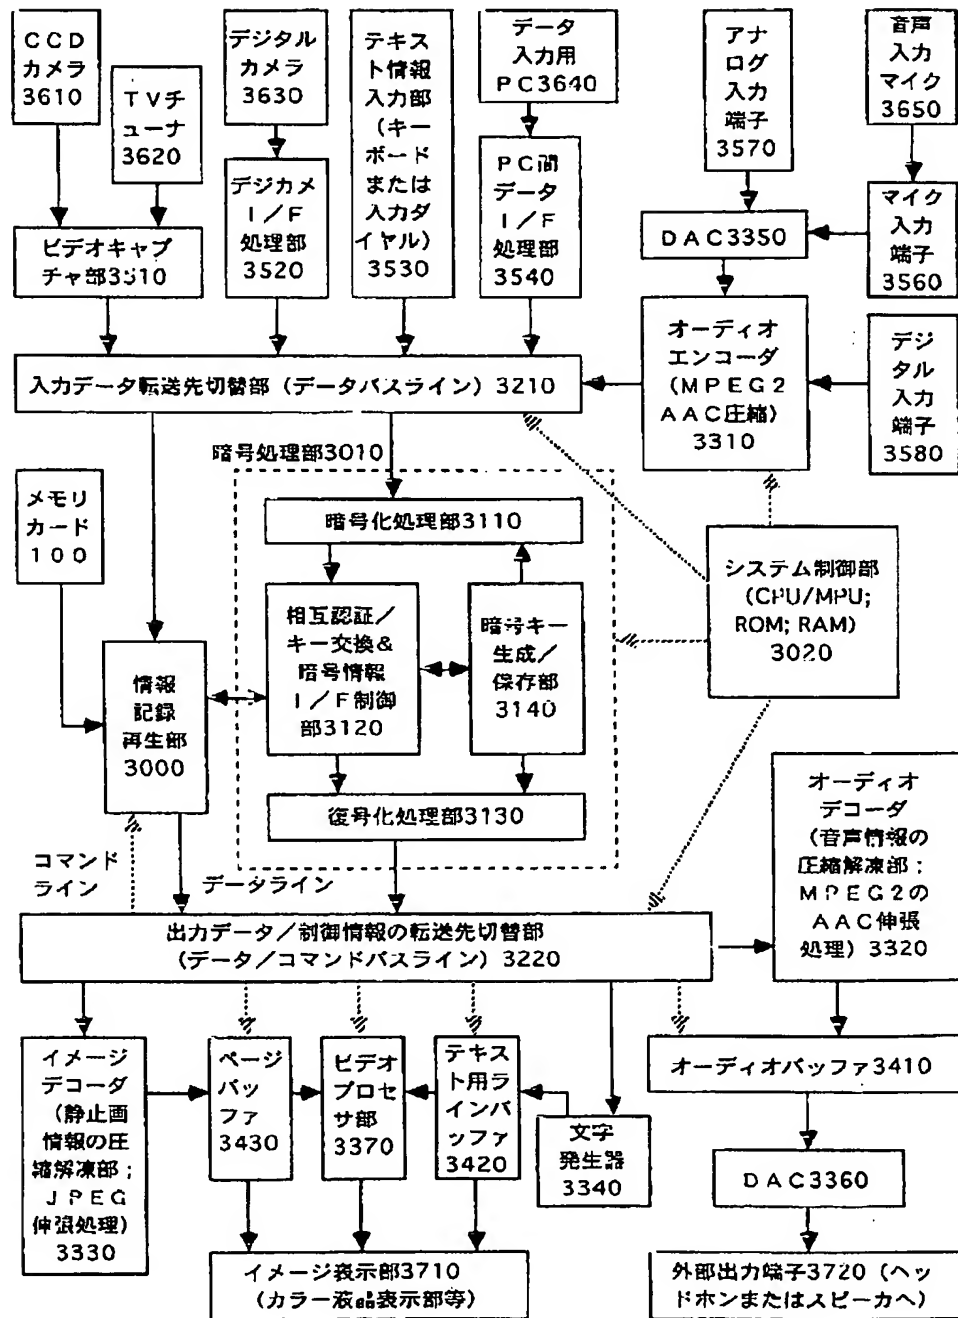 CCD
カメラ
3610
TVチ
ューナ
3620
デジタル
カメラ
3630
テキス
ト情報
入力部
（キー
ボード
または
入力ダ
イヤル）
3530
データ
入力用
PC3640
アナ
ログ
入力
端子
3570
音声
入力
マイク
3650
ビデオキャプ
チャ部3510
デジカメ
I／F
処理部
3520
PC間
データ
I／F
処理部
3540
DAC3350
マイク
入力
端子
3560
オーディオ
エンコーダ
（MPEG2
AAC圧縮）
3310
デジ
タル
入力
端子
3580
入力データ転送先切替部（データバスライン）3210
暗号処理部3010
メモリ
カード
100
暗号化処理部3110
システム制御部
（CPU/MPU;
ROM; RAM）
3020
情報
記録
再生部
3000
相互認証／
キー交換&
暗号情報
I／F制御
部3120
暗号キー
生成／
保存部
3140
復号化処理部3130
オーディオ
デコーダ
（音声情報の
圧縮解凍部；
MPEG2の
AAC伸張
処理）3320
コマンド
ライン
データライン
出力データ／制御情報の転送先切替部
（データ／コマンドバスライン）3220
イメージ
デコーダ
（静止画
情報の圧
縮解凍部；
JPEG
伸張処理）
3330
ページ
バッ
ファ
3430
ビデオ
プロセ
サ部
3370
テキス
ト用ラ
インバ
ッファ
3420
文字
発生器
3340
オーディオバッファ3410
DAC3360
イメージ表示部3710
（カラー液晶表示部等）
外部出力端子3720（ヘッ
ドホンまたはスピーカへ）